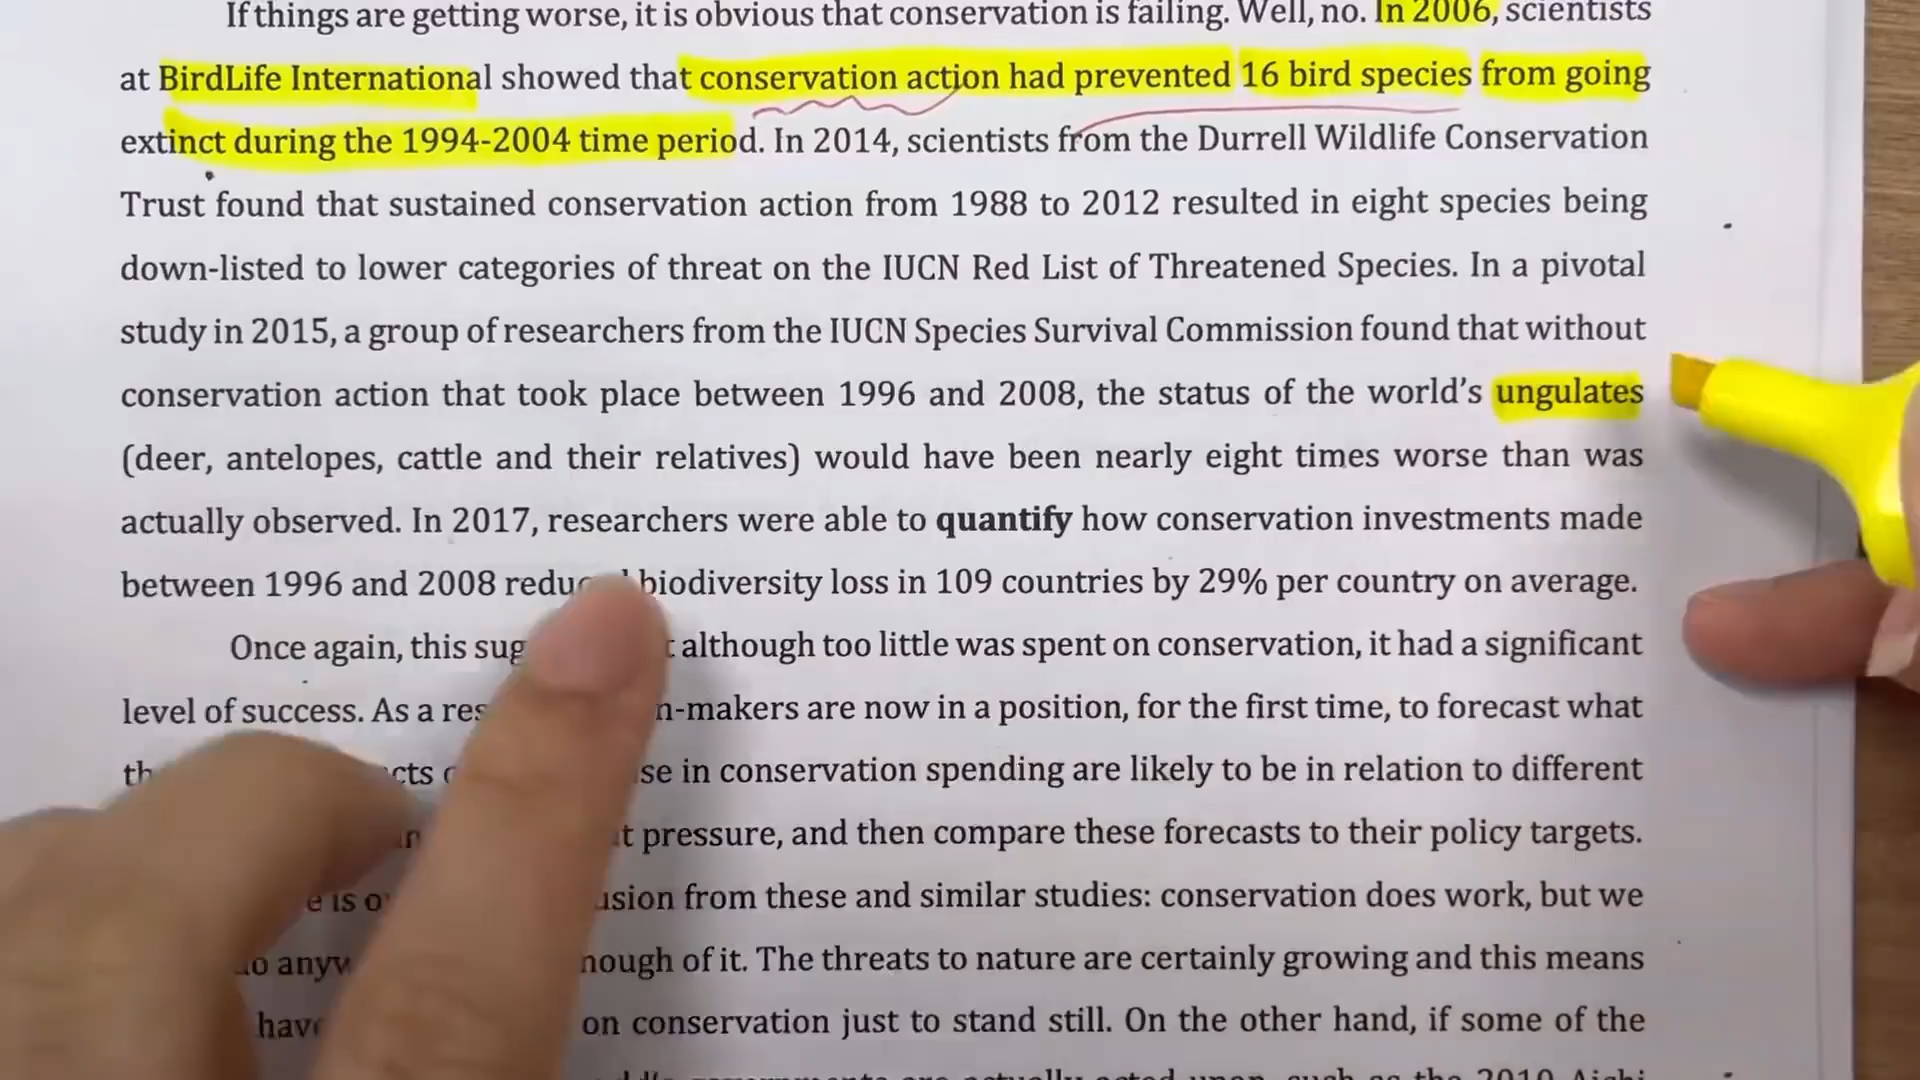 If things are getting worse, it is obvious that conservation is failing. Well, no. In 2006, scientists
at BirdLife International showed that conservation action had prevented 16 bird species from going
extinct during the 1994-2004 time period. In 2014, scientists from the Durrell Wildlife Conservation
Trust found that sustained conservation action from 1988 to 2012 resulted in eight species being
down-listed to lower categories of threat on the IUCN Red List of Threatened Species. In a pivotal
study in 2015, a group of researchers from the IUCN Species Survival Commission found that without
conservation action that took place between 1996 and 2008, the status of the world's ungulates
(deer, antelopes, cattle and their relatives) would have been nearly eight times worse than was
actually observed. In 2017, researchers were able to quantify how conservation investments made
between 1996 and 2008 biodiversity loss in 109 countries by 29% per country on average.
Once again, this although too little was spent on conservation, it had a significant
level of success. As a are now in a position, for the first time, to forecast what
in conservation spending are likely to be in relation to different
pressure, and then compare these forecasts to their policy targets.
is from these and similar studies: conservation does work, but we
of it. The threats to nature are certainly growing and this means
on conservation just to stand still. On the other hand, if some of the